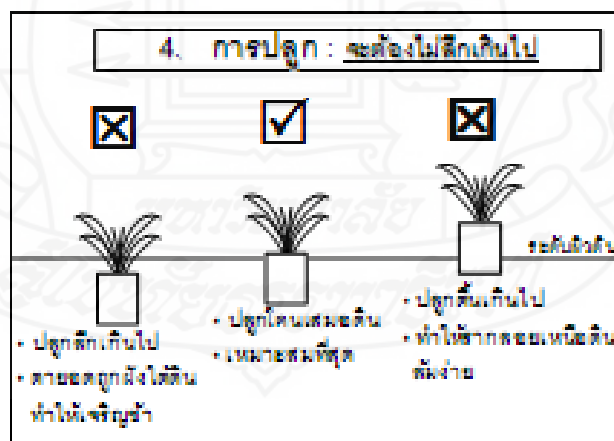 4. การปลูก : จะต้องไม่ลึกเกินไป
ระดับผิวดิน
• ปลูกลึกเกินไป
• ตายอดถูกฝังใต้ดิน
ทำให้เจริญช้า
• ปลูกโคนเสมอดิน
• เหมาะสมที่สุด
• ปลูกตื้นเกินไป
• ทำให้รากลอยเหนือดิน
ล้มง่าย